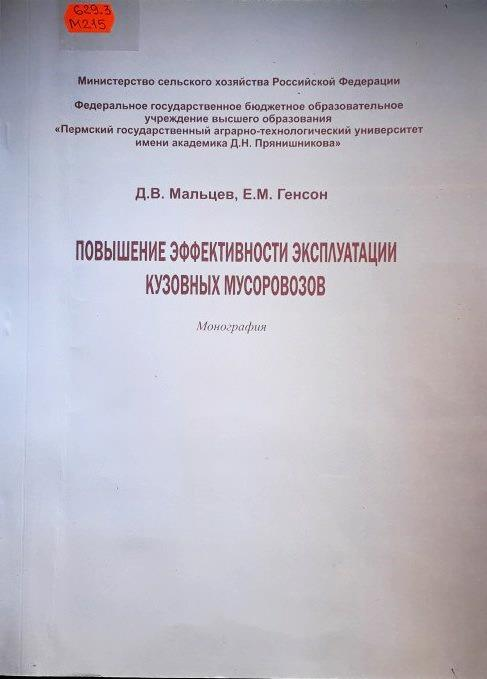 629.3
М215
Министерство сельского хозяйства Российской Федерации
Федеральное государственное бюджетное образовательное
учреждение высшего образования
«Пермский государственный аграрно-технологический университет
имени академика Д.Н. Прянишникова»
Д.В. Мальцев, Е.М. Генсон
ПОВЫШЕНИЕ ЭФФЕКТИВНОСТИ ЭКСПЛУАТАЦИИ
КУЗОВНЫХ МУСОРОВОЗОВ
Монография